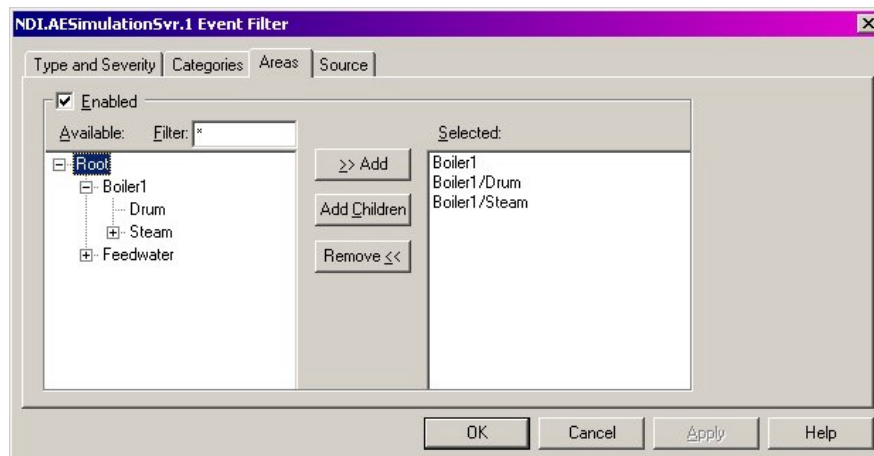 NDI.AESimulationSvr.1 Event Filter
Type and Severity Categories Areas Source
Enabled
Available: Filter: * Selected:
Root >> Add Boiler1
Boiler1 Boiler1/Drum
Drum Add Children Boiler1/Steam
Steam
Feedwater Remove <<
OK Cancel Apply Help